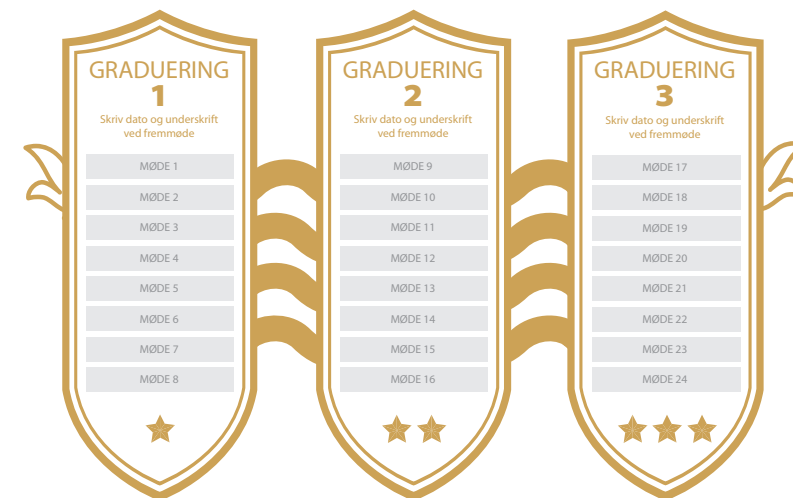 GRADUERING
1
Skriv dato og underskrift
ved fremmøde
MØDE 1
MØDE 2
MØDE 3
MØDE 4
MØDE 5
MØDE 6
MØDE 7
MØDE 8
GRADUERING
2
Skriv dato og underskrift
ved fremmøde
MØDE 9
MØDE 10
MØDE 11
MØDE 12
MØDE 13
MØDE 14
MØDE 15
MØDE 16
GRADUERING
3
Skriv dato og underskrift
ved fremmøde
MØDE 17
MØDE 18
MØDE 19
MØDE 20
MØDE 21
MØDE 22
MØDE 23
MØDE 24